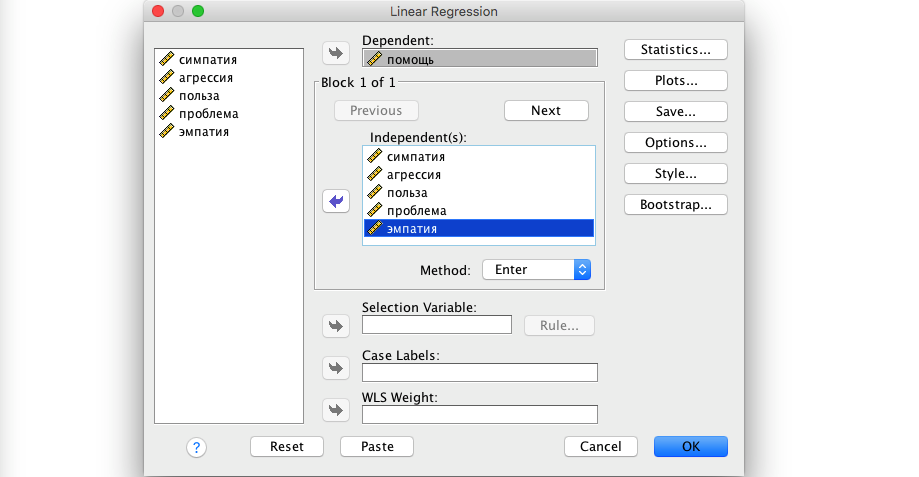 Linear Regression
симпатия
агрессия
польза
проблема
эмпатия
Dependent:
помощь
Block 1 of 1
Previous
Next
Independent(s):
симпатия
агрессия
польза
проблема
эмпатия
Method:
Enter
Selection Variable:
Rule...
Case Labels:
WLS Weight:
Statistics...
Plots...
Save...
Options...
Style...
Bootstrap...
?
Reset
Paste
Cancel
OK